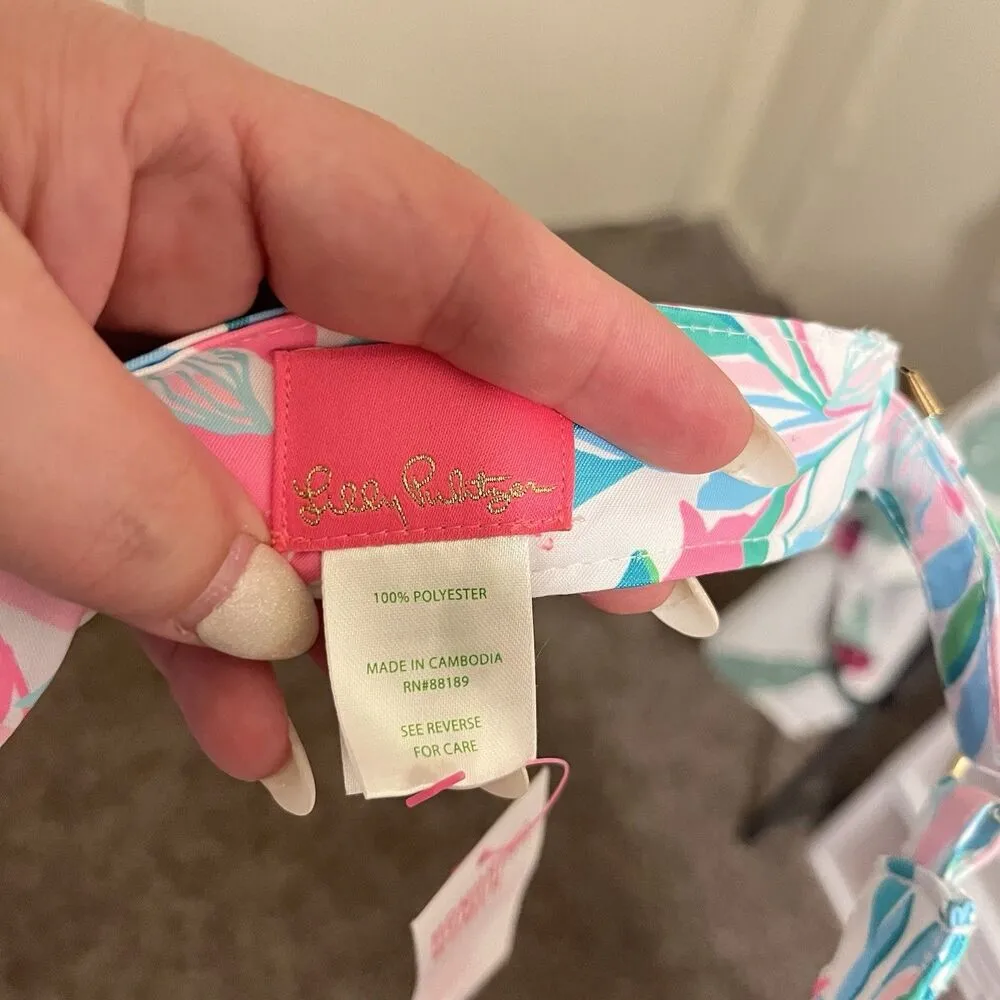 Lilly Pulitzer
100% POLYESTER
MADE IN CAMBODIA
RN#88189
SEE REVERSE
FOR CARE